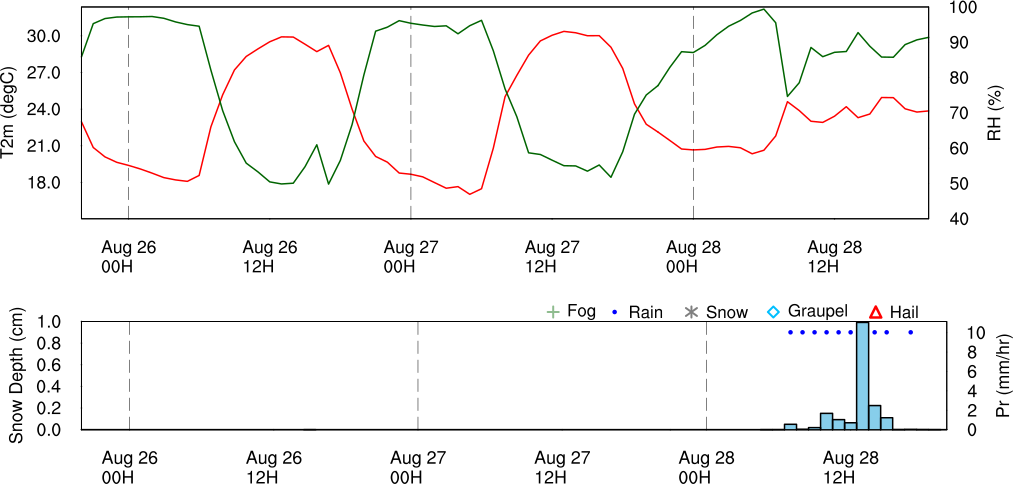 T2m (degC)
30.0
27.0
24.0
21.0
18.0
100
90
80
70
60
50
40
RH (%)
Aug 26 Aug 26 Aug 27 Aug 27 Aug 28 Aug 28
00H 12H 00H 12H 00H 12H
Fog Rain Snow Graupel Hail
Snow Depth (cm)
1.0
0.8
0.6
0.4
0.2
0.0
10
8
6
4
2
0
Pr (mm/hr)
Aug 26 Aug 26 Aug 27 Aug 27 Aug 28 Aug 28
00H 12H 00H 12H 00H 12H